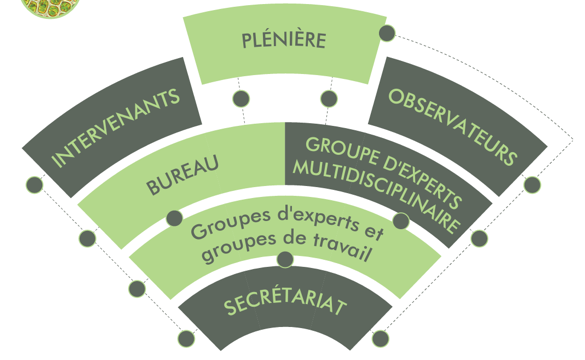 PLÉNIÈRE
INTERVENANTS
OBSERVATEURS
BUREAU
GROUPE D'EXPERTS
MULTIDISCIPLINAIRE
Groupes d'experts et
groupes de travail
SECRÉTARIAT